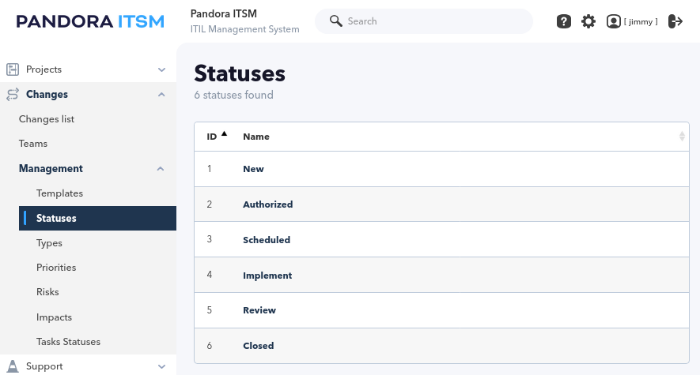 PANDORA ITSM
Pandora ITSM
ITIL Management System
Search
[ jimmy ]
Projects
Changes
Changes list
Teams
Management
Templates
Statuses
Types
Priorities
Risks
Impacts
Tasks Statuses
Support
Statuses
6 statuses found
ID Name
1 New
2 Authorized
3 Scheduled
4 Implement
5 Review
6 Closed